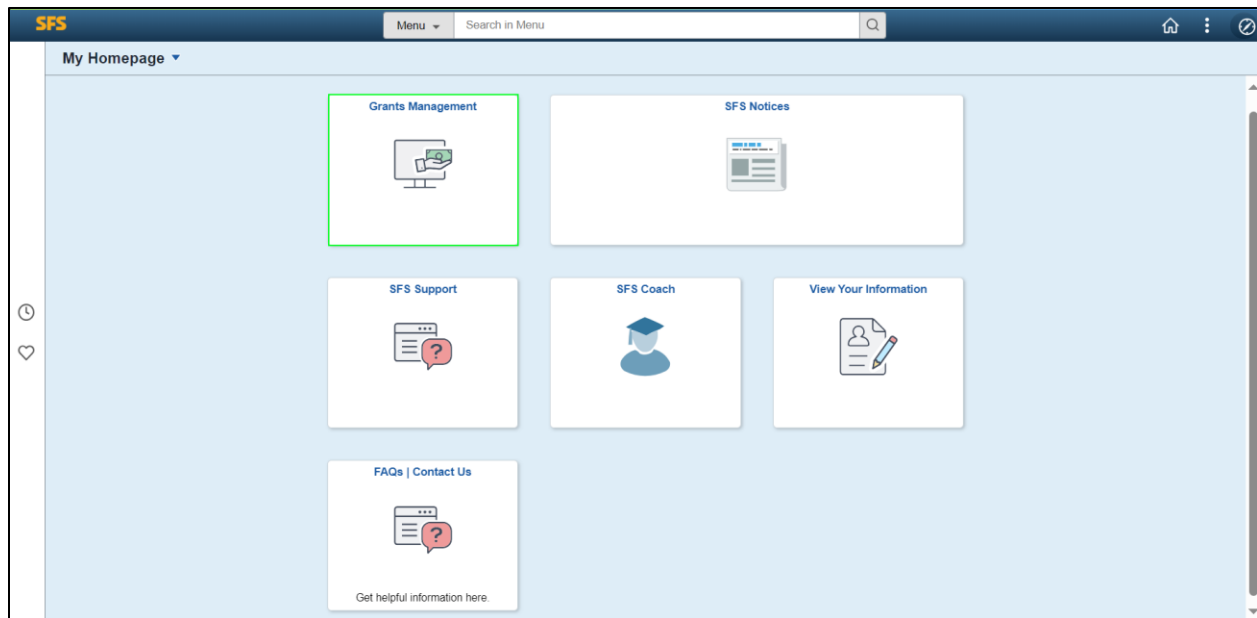 SFS
Menu
Search in Menu
My Homepage
Grants Management
SFS Notices
SFS Support
SFS Coach
View Your Information
?
FAQs | Contact Us
?
Get helpful information here.